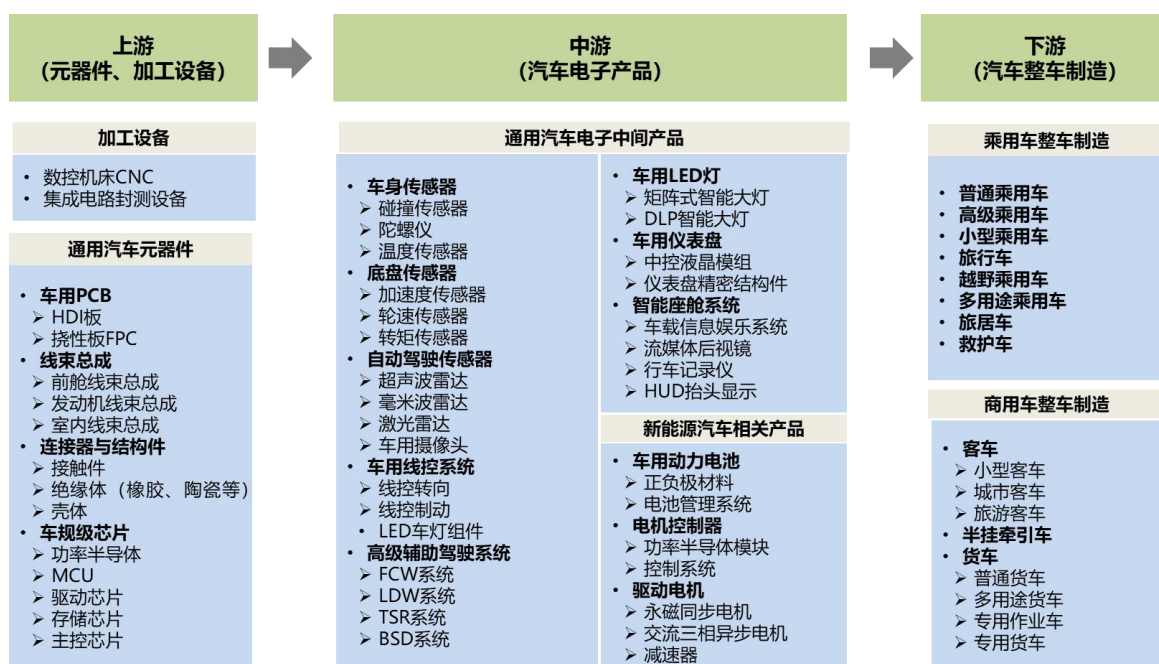 上游
（元器件、加工设备）
中游
（汽车电子产品）
下游
（汽车整车制造）
加工设备
• 数控机床CNC
• 集成电路封测设备
通用汽车元器件
• 车用PCB
➢ HDI板
➢ 挠性板FPC
• 线束总成
➢ 前舱线束总成
➢ 发动机线束总成
➢ 室内线束总成
• 连接器与结构件
➢ 接触件
➢ 绝缘体（橡胶、陶瓷等）
➢ 壳体
• 车规级芯片
➢ 功率半导体
➢ MCU
➢ 驱动芯片
➢ 存储芯片
➢ 主控芯片
通用汽车电子中间产品
• 车身传感器
➢ 碰撞传感器
➢ 陀螺仪
➢ 温度传感器
• 底盘传感器
➢ 加速度传感器
➢ 轮速传感器
➢ 转矩传感器
• 自动驾驶传感器
➢ 超声波雷达
➢ 毫米波雷达
➢ 激光雷达
➢ 车用摄像头
• 车用线控系统
➢ 线控转向
➢ 线控制动
• LED车灯组件
• 高级辅助驾驶系统
➢ FCW系统
➢ LDW系统
➢ TSR系统
➢ BSD系统
• 车用LED灯
➢ 矩阵式智能大灯
➢ DLP智能大灯
• 车用仪表盘
➢ 中控液晶模组
➢ 仪表盘精密结构件
• 智能座舱系统
➢ 车载信息娱乐系统
➢ 流媒体后视镜
➢ 行车记录仪
➢ HUD抬头显示
新能源汽车相关产品
• 车用动力电池
➢ 正负极材料
➢ 电池管理系统
• 电机控制器
➢ 功率半导体模块
➢ 控制系统
• 驱动电机
➢ 永磁同步电机
➢ 交流三相异步电机
➢ 减速器
乘用车整车制造
• 普通乘用车
• 高级乘用车
• 小型乘用车
• 旅行车
• 越野乘用车
• 多用途乘用车
• 旅居车
• 救护车
商用车整车制造
• 客车
➢ 小型客车
➢ 城市客车
➢ 旅游客车
• 半挂牵引车
• 货车
➢ 普通货车
➢ 多用途货车
➢ 专用作业车
➢ 专用货车